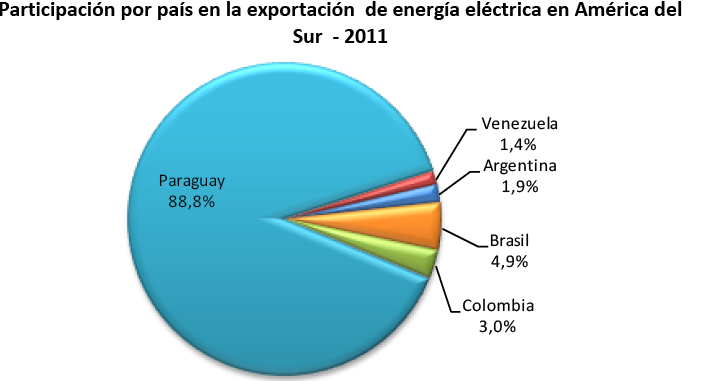 Participación por país en la exportación  de energía eléctrica en América del
Sur  - 2011
Venezuela
1,4%
Argentina
1,9%
Paraguay
88,8%
Brasil
4,9%
Colombia
3,0%